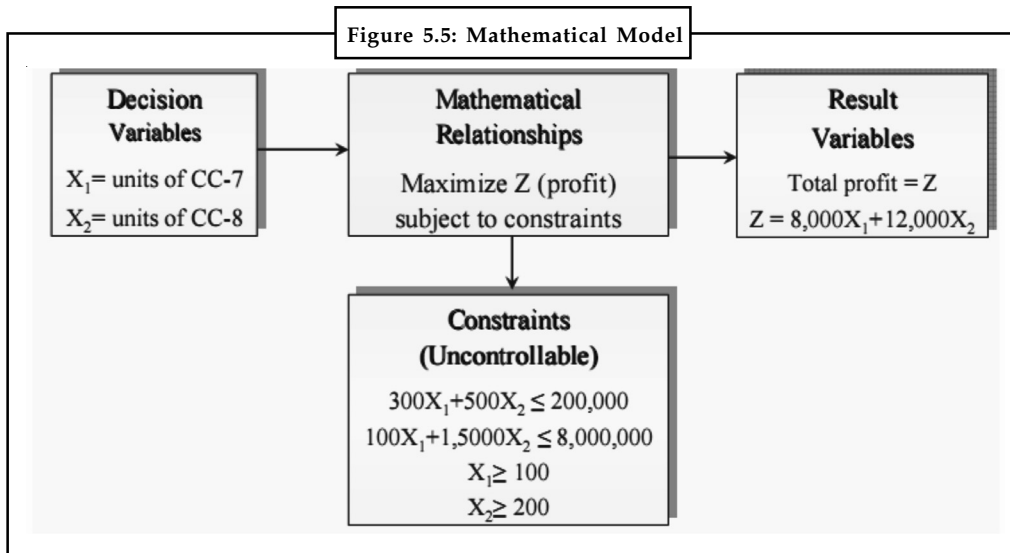 Figure 5.5: Mathematical Model
Decision
Variables
X₁= units of CC-7
X₂= units of CC-8
Mathematical
Relationships
Maximize Z (profit)
subject to constraints
Result
Variables
Total profit = Z
Z = 8,000X₁+12,000X₂
Constraints
(Uncontrollable)
300X₁+500X₂ ≤ 200,000
100X₁+1,5000X₂ ≤ 8,000,000
X₁≥ 100
X₂≥ 200